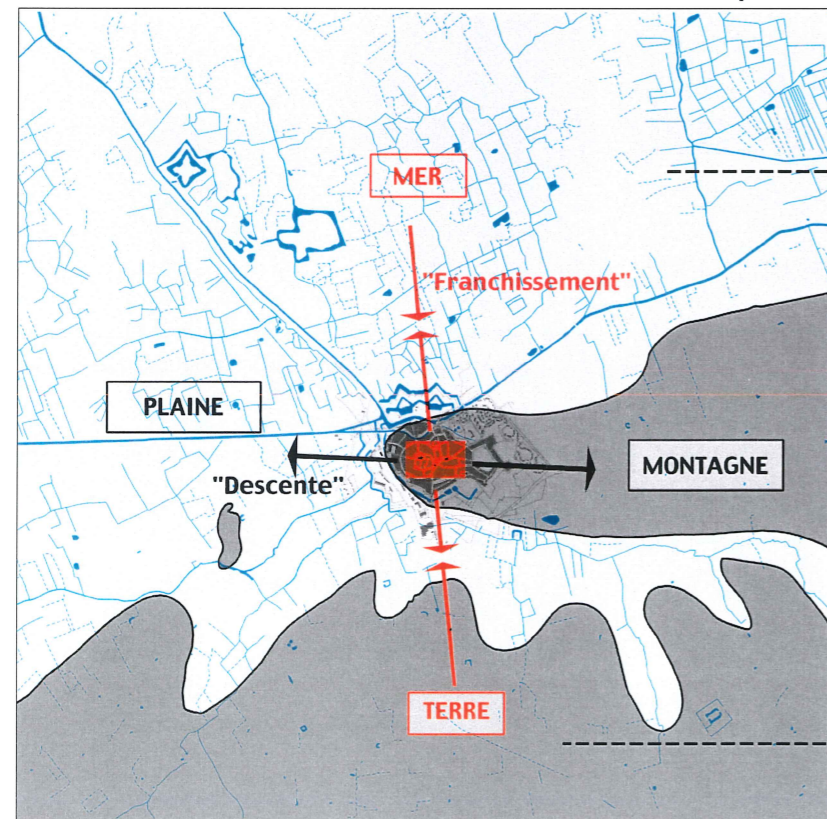 MER
"Franchissement"
PLAINE
MONTAGNE
"Descente"
TERRE